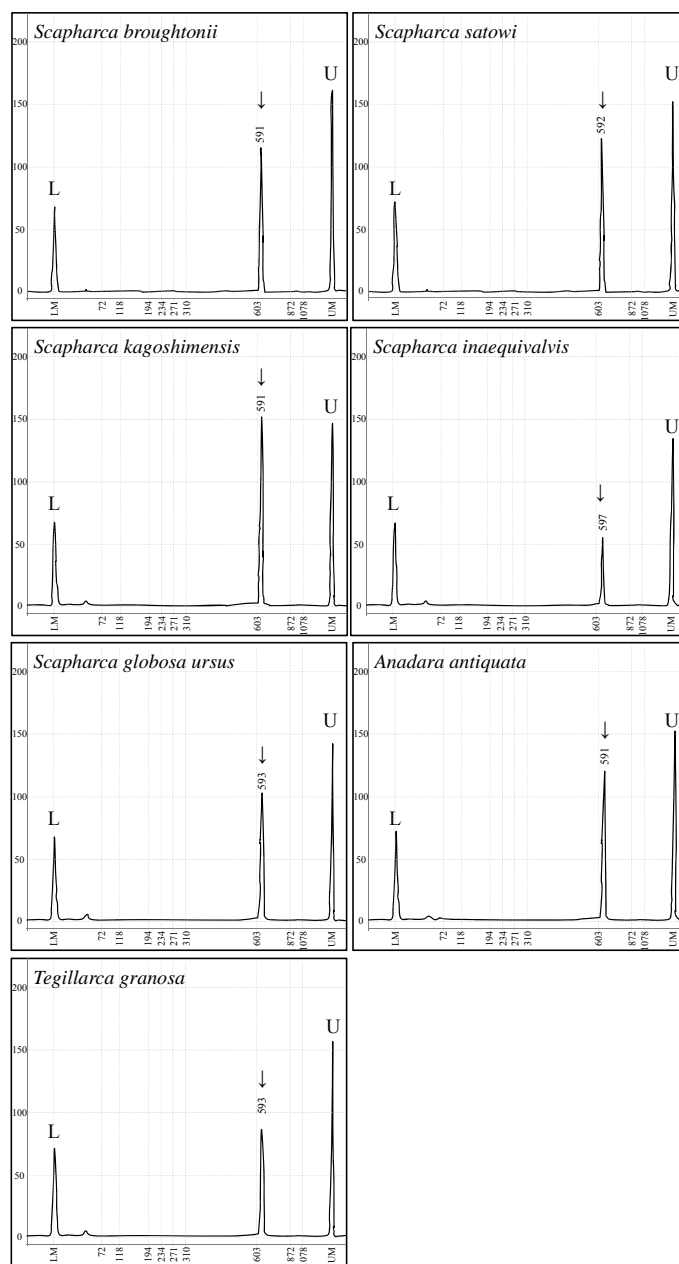 Scapharca broughtonii
200
150
100
50
0
L
↓
591
U
LM 72 118 194 234 271 310 603 872 1078 UM
Scapharca satowi
L
↓
592
U
LM 72 118 194 234 271 310 603 872 1078 UM
Scapharca kagoshimensis
200
150
100
50
0
L
↓
591
U
LM 72 118 194 234 271 310 603 872 1078 UM
Scapharca inaequivalvis
200
150
100
50
0
L
↓
597
U
LM 72 118 194 234 271 310 603 872 1078 UM
Scapharca globosa ursus
200
150
100
50
0
L
↓
593
U
LM 72 118 194 234 271 310 603 872 1078 UM
Anadara antiquata
200
150
100
50
0
L
↓
591
U
LM 72 118 194 234 271 310 603 872 1078 UM
Tegillarca granosa
200
150
100
50
0
L
↓
593
U
LM 72 118 194 234 271 310 603 872 1078 UM